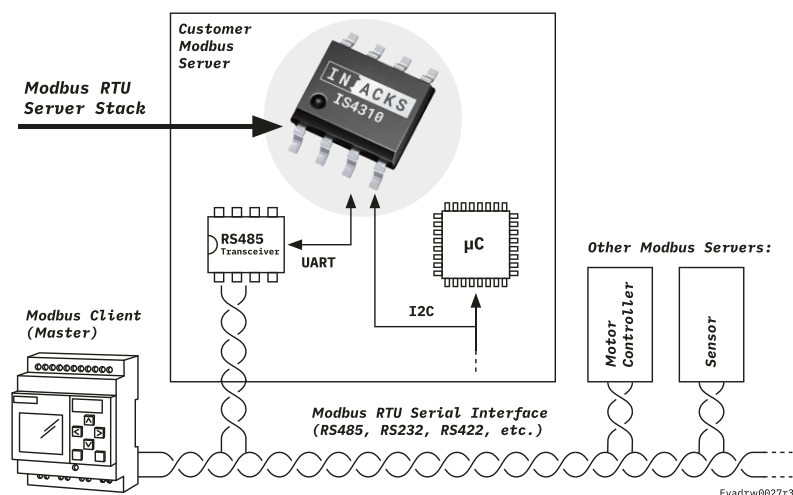 Customer
Modbus
Server
Modbus RTU
Server Stack
INACKS
IS4310
RS485
Transceiver
UART
µC
I2C
Other Modbus Servers:
Motor
Controller
Sensor
Modbus Client
(Master)
Modbus RTU Serial Interface
(RS485, RS232, RS422, etc.)